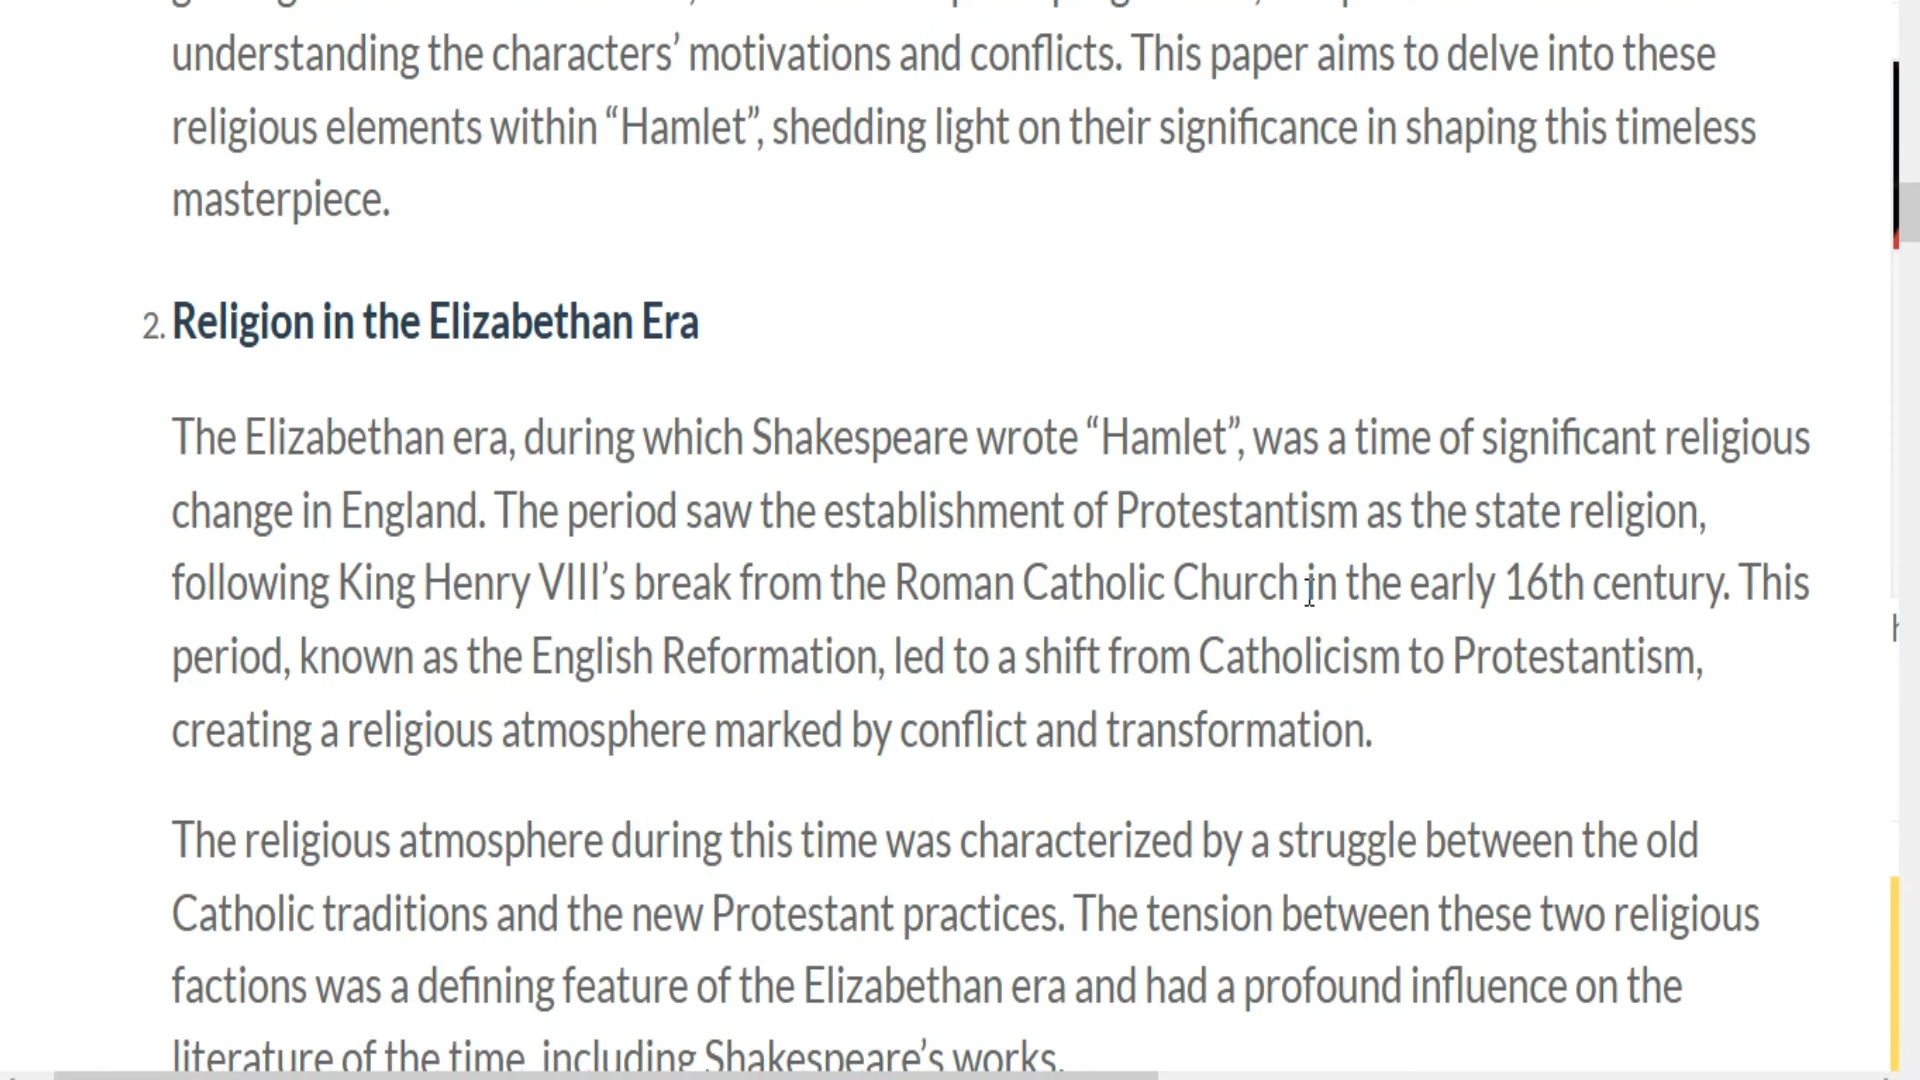 understanding the characters’ motivations and conflicts. This paper aims to delve into these
religious elements within “Hamlet”, shedding light on their significance in shaping this timeless
masterpiece.
2. Religion in the Elizabethan Era
The Elizabethan era, during which Shakespeare wrote “Hamlet”, was a time of significant religious
change in England. The period saw the establishment of Protestantism as the state religion,
following King Henry VIII’s break from the Roman Catholic Church in the early 16th century. This
period, known as the English Reformation, led to a shift from Catholicism to Protestantism,
creating a religious atmosphere marked by conflict and transformation.
The religious atmosphere during this time was characterized by a struggle between the old
Catholic traditions and the new Protestant practices. The tension between these two religious
factions was a defining feature of the Elizabethan era and had a profound influence on the
literature of the time, including Shakespeare’s works.